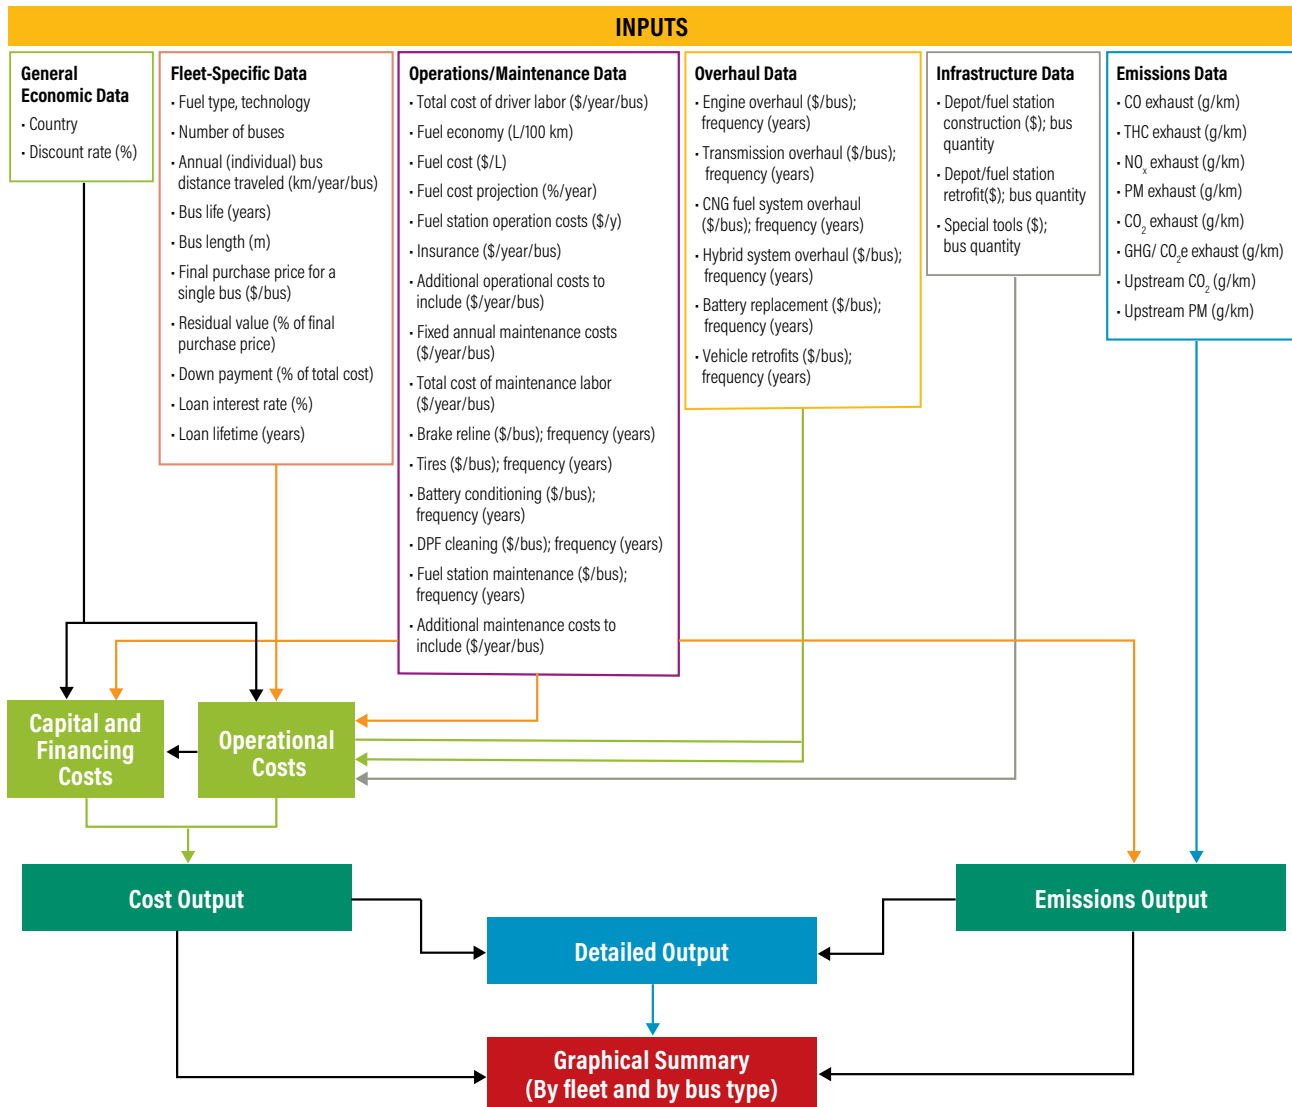 INPUTS
General
Economic Data
· Country
· Discount rate (%)
Fleet-Specific Data
· Fuel type, technology
· Number of buses
· Annual (individual) bus
distance traveled (km/year/bus)
· Bus life (years)
· Bus length (m)
· Final purchase price for a
single bus ($/bus)
· Residual value (% of final
purchase price)
· Down payment (% of total cost)
· Loan interest rate (%)
· Loan lifetime (years)
Operations/Maintenance Data
· Total cost of driver labor ($/year/bus)
· Fuel economy (L/100 km)
· Fuel cost ($/L)
· Fuel cost projection (%/year)
· Fuel station operation costs ($/y)
· Insurance ($/year/bus)
· Additional operational costs to
include ($/year/bus)
· Fixed annual maintenance costs
($/year/bus)
· Total cost of maintenance labor
($/year/bus)
· Brake reline ($/bus); frequency (years)
· Tires ($/bus); frequency (years)
· Battery conditioning ($/bus);
frequency (years)
· DPF cleaning ($/bus); frequency (years)
· Fuel station maintenance ($/bus);
frequency (years)
· Additional maintenance costs to
include ($/year/bus)
Overhaul Data
· Engine overhaul ($/bus);
frequency (years)
· Transmission overhaul ($/bus);
frequency (years)
· CNG fuel system overhaul
($/bus); frequency (years)
· Hybrid system overhaul ($/bus);
frequency (years)
· Battery replacement ($/bus);
frequency (years)
· Vehicle retrofits ($/bus);
frequency (years)
Infrastructure Data
· Depot/fuel station
construction ($); bus
quantity
· Depot/fuel station
retrofit($); bus quantity
· Special tools ($);
bus quantity
Emissions Data
· CO exhaust (g/km)
· THC exhaust (g/km)
· NOx exhaust (g/km)
· PM exhaust (g/km)
· CO2 exhaust (g/km)
· GHG/ CO2e exhaust (g/km)
· Upstream CO2 (g/km)
· Upstream PM (g/km)
Capital and
Financing
Costs
Operational
Costs
Cost Output
Emissions Output
Detailed Output
Graphical Summary
(By fleet and by bus type)